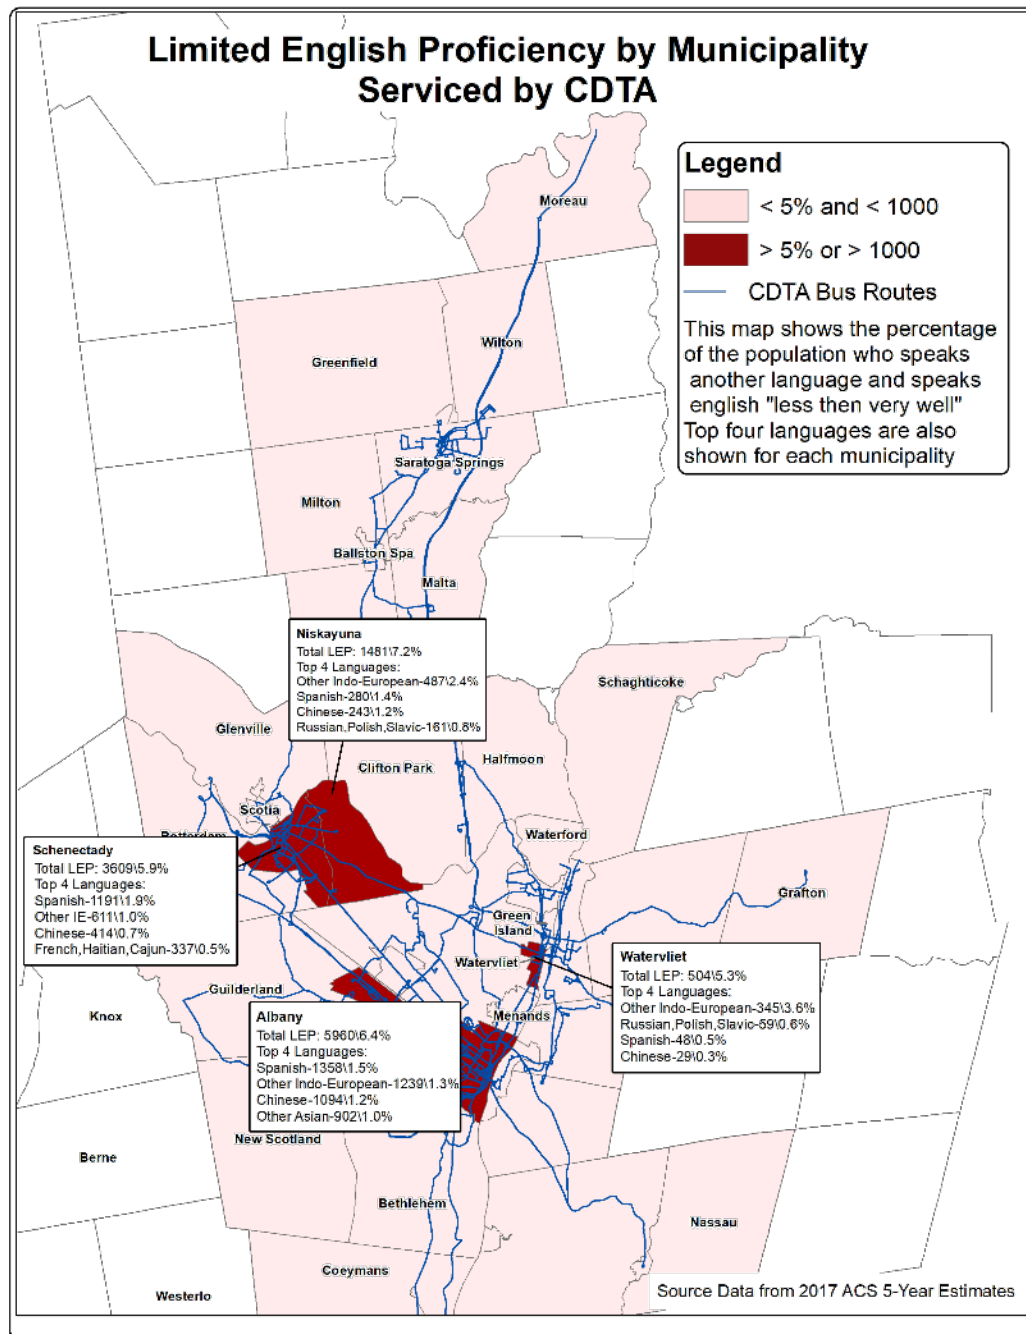 Limited English Proficiency by Municipality
Serviced by CDTA
Legend
< 5% and < 1000
> 5% or > 1000
CDTA Bus Routes
This map shows the percentage
of the population who speaks
another language and speaks
english "less then very well"
Top four languages are also
shown for each municipality
Moreau
Wilton
Greenfield
Saratoga Springs
Milton
Ballston Spa
Malta
Niskayuna
Total LEP: 1481\7.2%
Top 4 Languages:
Other Indo-European-487\2.4%
Spanish-280\1.4%
Chinese-243\1.2%
Russian,Polish,Slavic-161\0.8%
Schaghticoke
Glenville
Clifton Park
Halfmoon
Scotia
Rotterdam
Waterford
Schenectady
Total LEP: 3609\5.9%
Top 4 Languages:
Spanish-1191\1.9%
Other IE-611\1.0%
Chinese-414\0.7%
French,Haitian,Cajun-337\0.5%
Grafton
Green
Island
Watervliet
Watervliet
Total LEP: 504\5.3%
Top 4 Languages:
Other Indo-European-345\3.6%
Russian,Polish,Slavic-59\0.6%
Spanish-48\0.5%
Chinese-29\0.3%
Guilderland
Knox
Menands
Albany
Total LEP: 5960\6.4%
Top 4 Languages:
Spanish-1358\1.5%
Other Indo-European-1239\1.3%
Chinese-1094\1.2%
Other Asian-902\1.0%
New Scotland
Berne
Bethlehem
Nassau
Coeymans
Westerlo
Source Data from 2017 ACS 5-Year Estimates